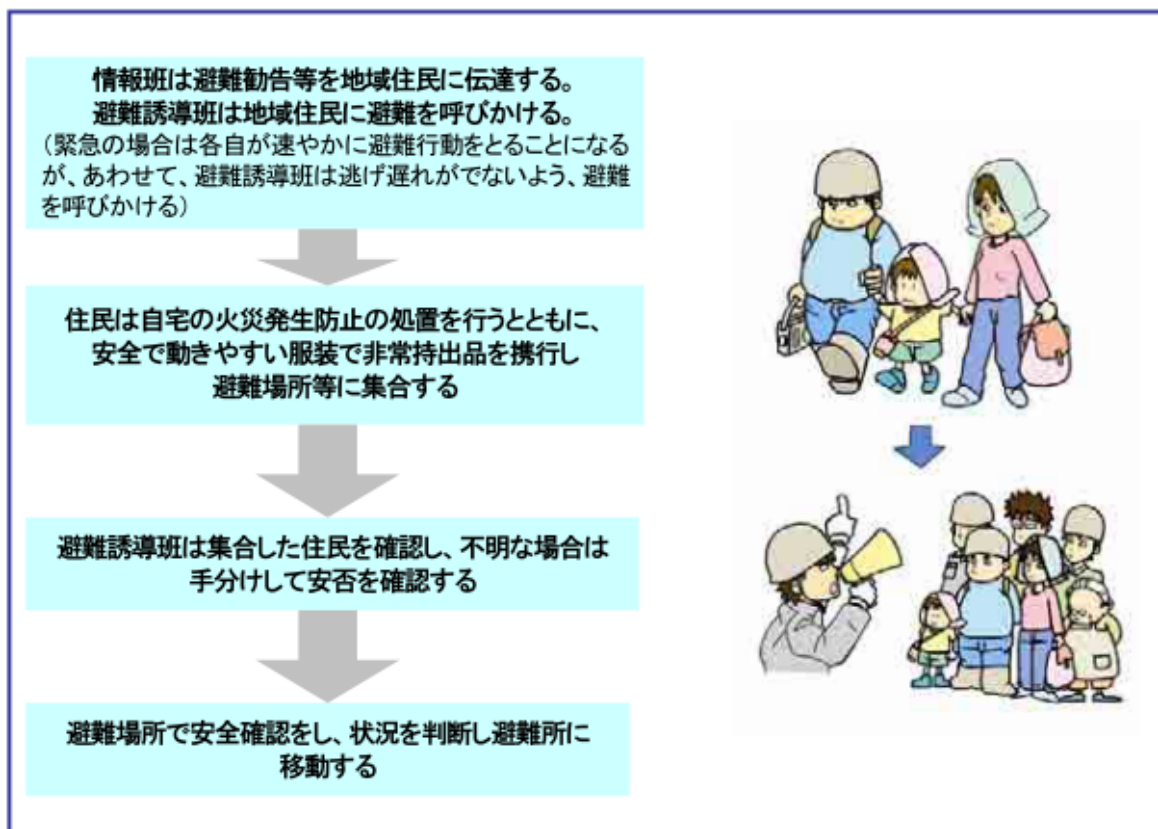 情報班は避難勧告等を地域住民に伝達する。
避難誘導班は地域住民に避難を呼びかける。
（緊急の場合は各自が速やかに避難行動をとることになる
が、あわせて、避難誘導班は逃げ遅れがでないよう、避難
を呼びかける）
住民は自宅の火災発生防止の処置を行うとともに、
安全で動きやすい服装で非常持出品を携行し
避難場所等に集合する
避難誘導班は集合した住民を確認し、不明な場合は
手分けして安否を確認する
避難場所で安全確認をし、状況を判断し避難所に
移動する